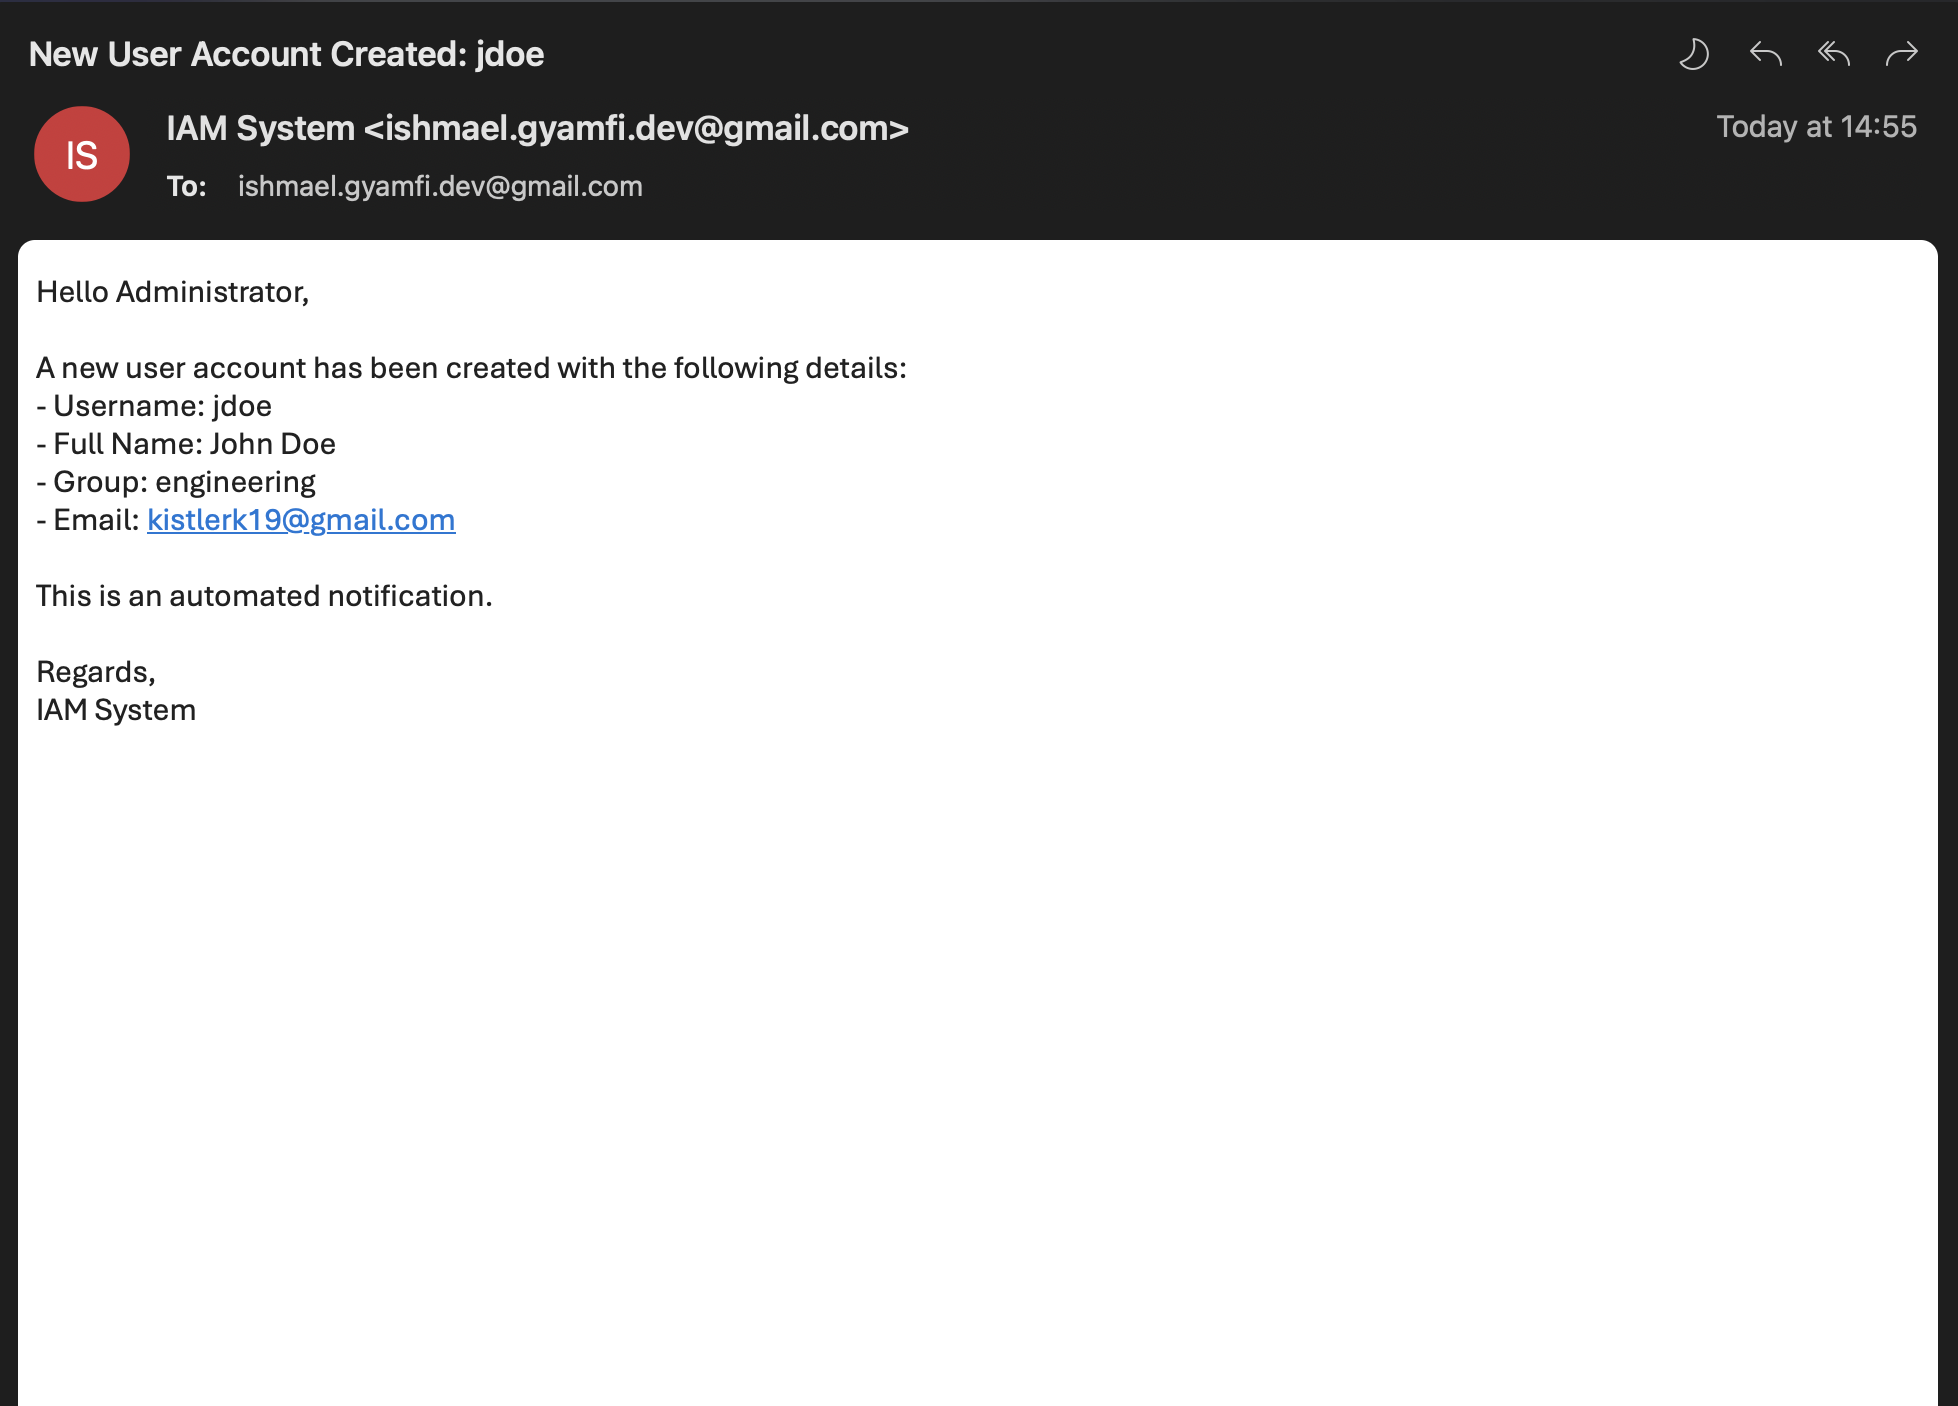 New User Account Created: jdoe
IS
IAM System <ishmael.gyamfi.dev@gmail.com>
Today at 14:55
To: ishmael.gyamfi.dev@gmail.com
Hello Administrator,
A new user account has been created with the following details:
- Username: jdoe
- Full Name: John Doe
- Group: engineering
- Email: kistlerk19@gmail.com
This is an automated notification.
Regards,
IAM System